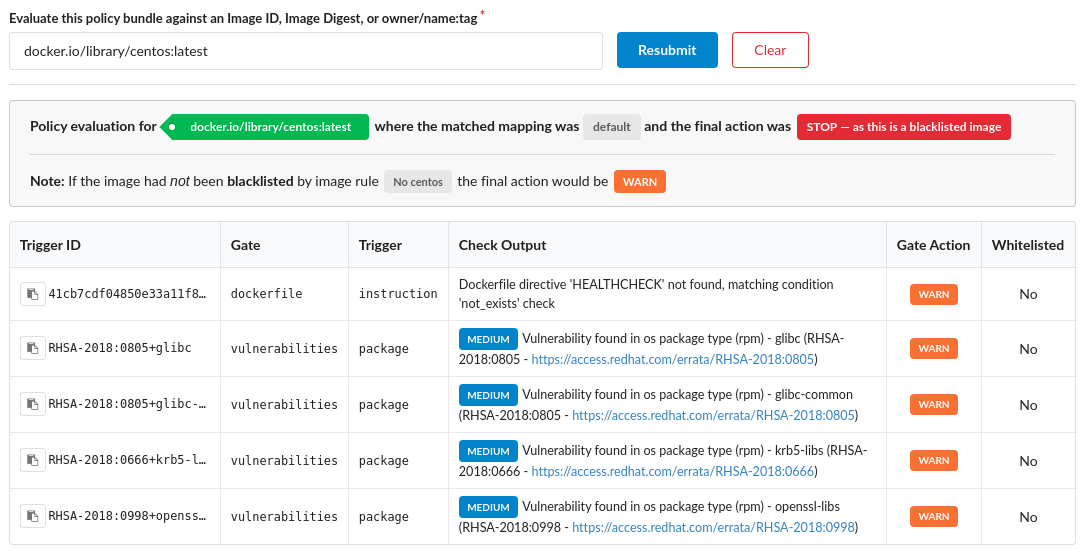 Evaluate this policy bundle against an Image ID, Image Digest, or owner/name:tag *
docker.io/library/centos:latest Resubmit Clear
Policy evaluation for docker.io/library/centos:latest where the matched mapping was default and the final action was STOP — as this is a blacklisted image
Note: If the image had not been blacklisted by image rule No centos the final action would be WARN
Trigger ID Gate Trigger Check Output Gate Action Whitelisted
41cb7cdf04850e33a11f8… dockerfile instruction Dockerfile directive 'HEALTHCHECK' not found, matching condition
'not_exists' check WARN No
RHSA-2018:0805+glibc vulnerabilities package MEDIUM Vulnerability found in os package type (rpm) - glibc (RHSA-
2018:0805 - https://access.redhat.com/errata/RHSA-2018:0805) WARN No
RHSA-2018:0805+glibc-… vulnerabilities package MEDIUM Vulnerability found in os package type (rpm) - glibc-common
(RHSA-2018:0805 - https://access.redhat.com/errata/RHSA-2018:0805) WARN No
RHSA-2018:0666+krb5-l… vulnerabilities package MEDIUM Vulnerability found in os package type (rpm) - krb5-libs (RHSA-
2018:0666 - https://access.redhat.com/errata/RHSA-2018:0666) WARN No
RHSA-2018:0998+openss… vulnerabilities package MEDIUM Vulnerability found in os package type (rpm) - openssl-libs
(RHSA-2018:0998 - https://access.redhat.com/errata/RHSA-2018:0998) WARN No